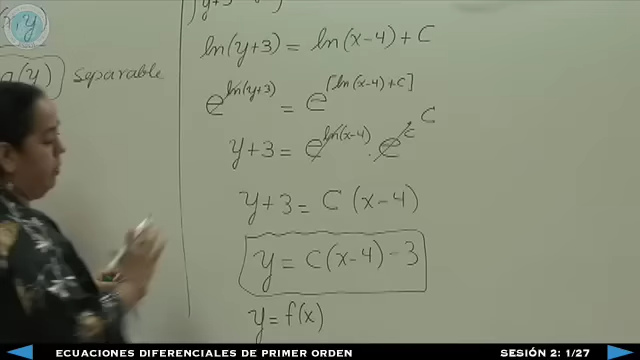 y
g(y) separable
ln(y+3) = ln(x-4) + C
e^ln(y+3) = e^[ln(x-4)+C]
y+3 = e^ln(x-4) · e^C C
y+3 = C (x-4)
y = C(x-4) - 3
y = f(x)
ECUACIONES DIFERENCIALES DE PRIMER ORDEN
SESIÓN 2: 1/27